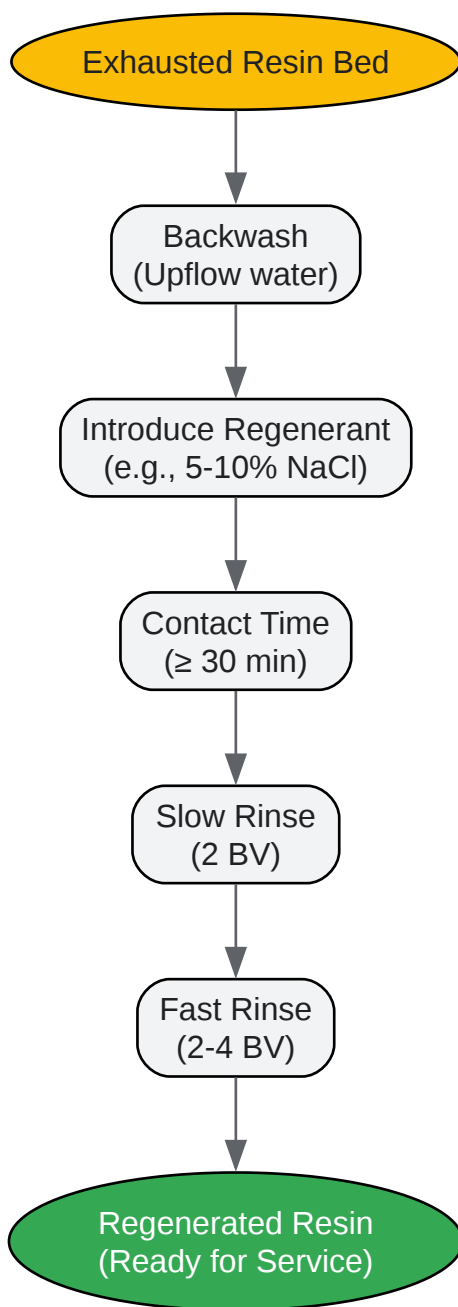 Exhausted Resin Bed
Backwash
(Upflow water)
Introduce Regenerant
(e.g., 5-10% NaCl)
Contact Time
(≥ 30 min)
Slow Rinse
(2 BV)
Fast Rinse
(2-4 BV)
Regenerated Resin
(Ready for Service)